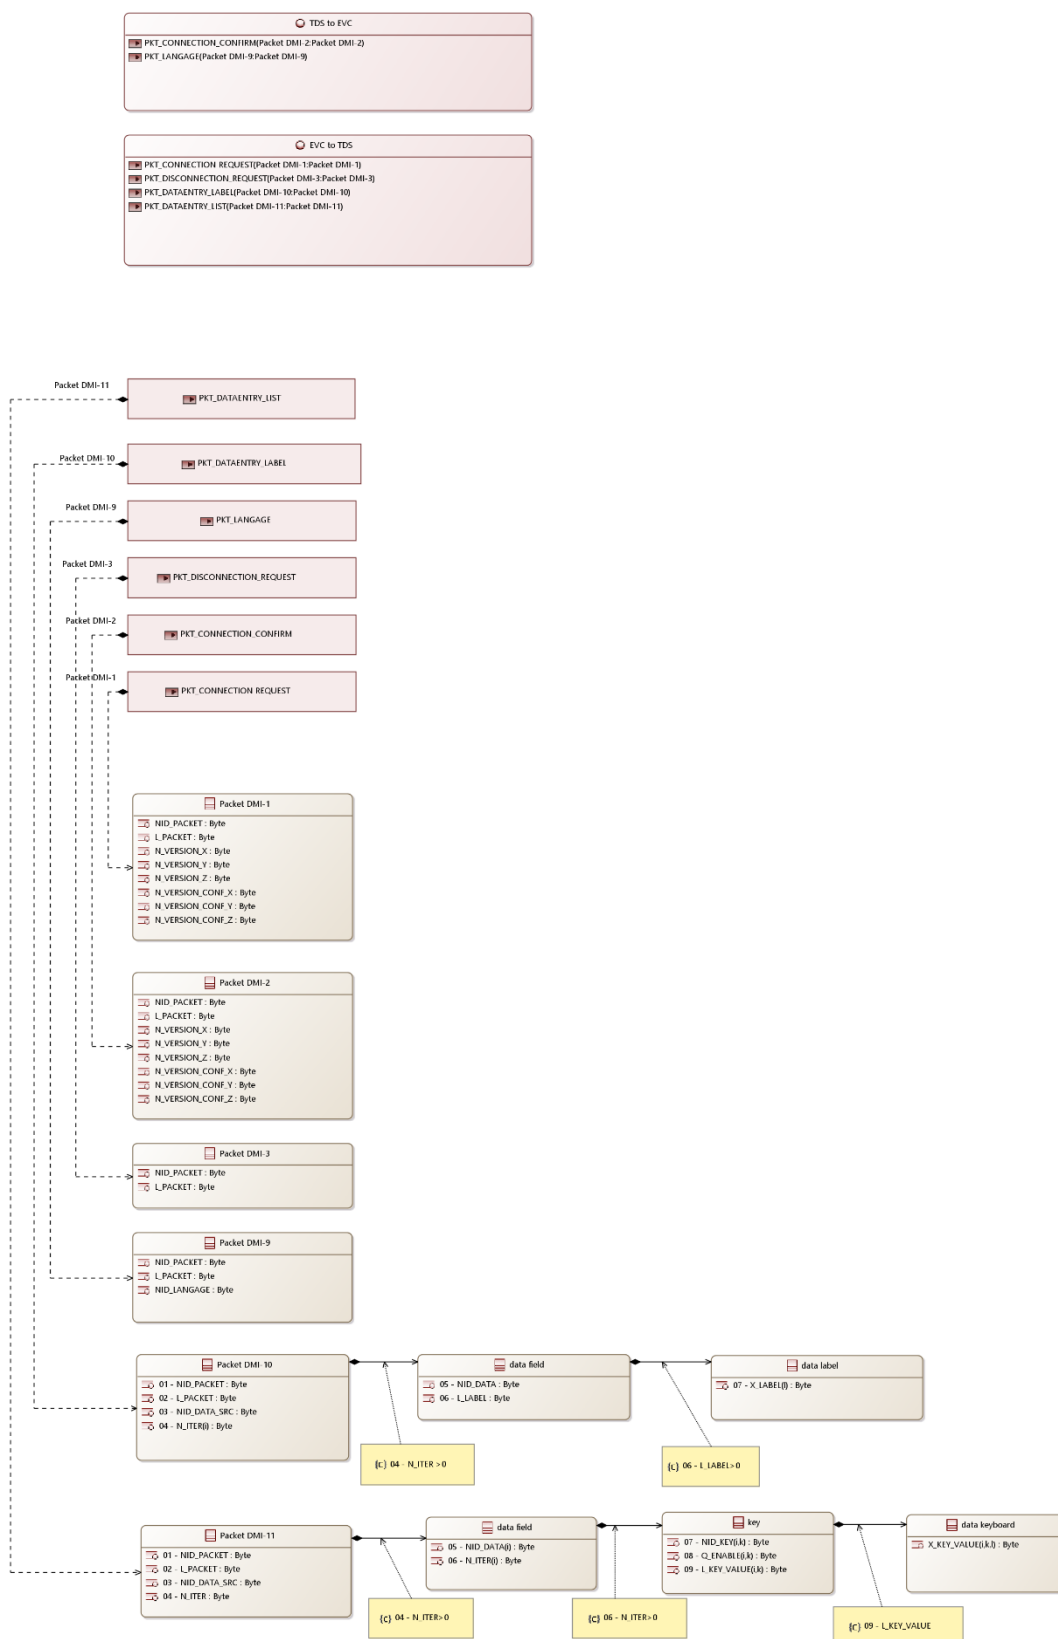 TDS to EVC
PKT_CONNECTION_CONFIRM(Packet DMI-2:Packet DMI-2)
PKT_LANGAGE(Packet DMI-9:Packet DMI-9)
EVC to TDS
PKT_CONNECTION REQUEST(Packet DMI-1:Packet DMI-1)
PKT_DISCONNECTION_REQUEST(Packet DMI-3:Packet DMI-3)
PKT_DATAENTRY_LABEL(Packet DMI-10:Packet DMI-10)
PKT_DATAENTRY_LIST(Packet DMI-11:Packet DMI-11)
Packet DMI-11
PKT_DATAENTRY_LIST
Packet DMI-10
PKT_DATAENTRY_LABEL
Packet DMI-9
PKT_LANGAGE
Packet DMI-3
PKT_DISCONNECTION_REQUEST
Packet DMI-2
PKT_CONNECTION_CONFIRM
Packet DMI-1
PKT_CONNECTION REQUEST
Packet DMI-1
NID_PACKET : Byte
L_PACKET : Byte
N_VERSION_X : Byte
N_VERSION_Y : Byte
N_VERSION_Z : Byte
N_VERSION_CONF_X : Byte
N_VERSION_CONF_Y : Byte
N_VERSION_CONF_Z : Byte
Packet DMI-2
NID_PACKET : Byte
L_PACKET : Byte
N_VERSION_X : Byte
N_VERSION_Y : Byte
N_VERSION_Z : Byte
N_VERSION_CONF_X : Byte
N_VERSION_CONF_Y : Byte
N_VERSION_CONF_Z : Byte
Packet DMI-3
NID_PACKET : Byte
L_PACKET : Byte
Packet DMI-9
NID_PACKET : Byte
L_PACKET : Byte
NID_LANGAGE : Byte
Packet DMI-10
01 - NID_PACKET : Byte
02 - L_PACKET : Byte
03 - NID_DATA_SRC : Byte
04 - N_ITER(i) : Byte
data field
05 - NID_DATA : Byte
06 - L_LABEL : Byte
data label
07 - X_LABEL(l) : Byte
{c} 04 - N_ITER >0
{c} 06 - L_LABEL>0
Packet DMI-11
01 - NID_PACKET : Byte
02 - L_PACKET : Byte
03 - NID_DATA_SRC : Byte
04 - N_ITER : Byte
data field
05 - NID_DATA(i) : Byte
06 - N_ITER(i) : Byte
key
07 - NID_KEY(i,k) : Byte
08 - Q_ENABLE(i,k) : Byte
09 - L_KEY_VALUE(i,k) : Byte
data keyboard
X_KEY_VALUE(i,k,l) : Byte
{c} 04 - N_ITER>0
{c} 06 - N_ITER>0
{c} 09 - L_KEY_VALUE